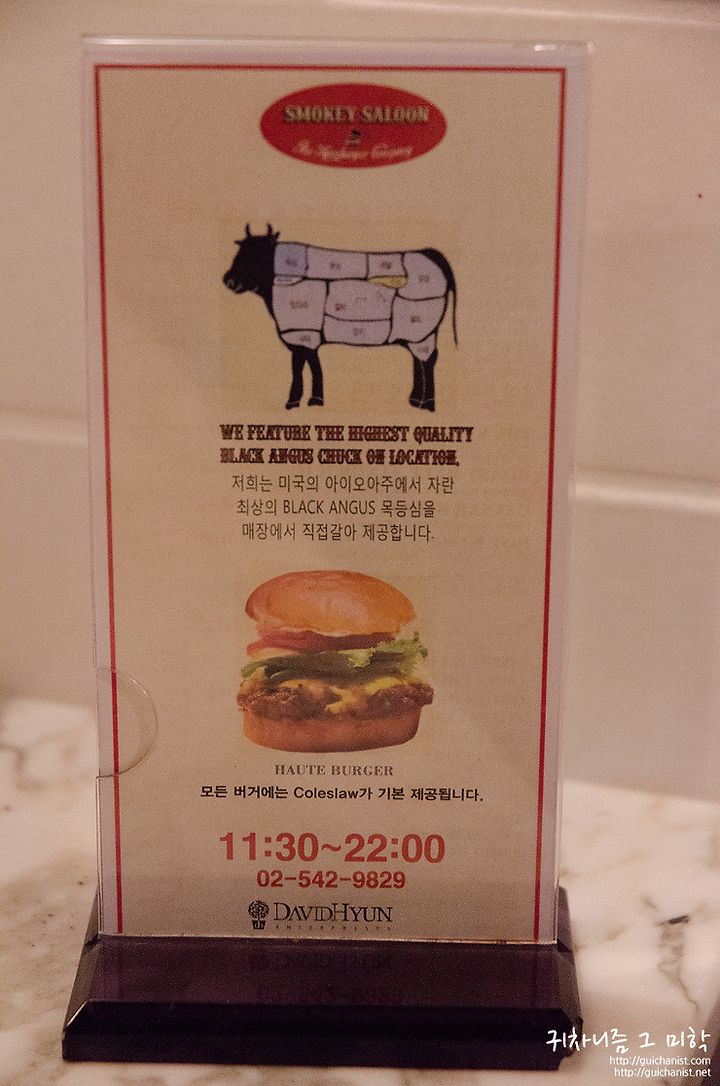 SMOKEY SALOON
The Hamburger Company
WE FEATURE THE HIGHEST QUALITY
BLACK ANGUS CHUCK ON LOCATION.
저희는 미국의 아이오아주에서 자란
최상의 BLACK ANGUS 목등심을
매장에서 직접갈아 제공합니다.
HAUTE BURGER
모든 버거에는 Coleslaw가 기본 제공됩니다.
11:30~22:00
02-542-9829
DAVIDHYUN
ENTERPRISES
귀차니즘 그 미학
http://guichanist.com
http://guichanist.net